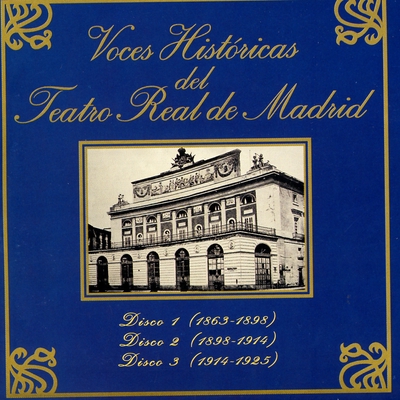 Voces Históricas
del
Teatro Real de Madrid
Disco 1 (1863-1898)
Disco 2 (1898-1914)
Disco 3 (1914-1925)